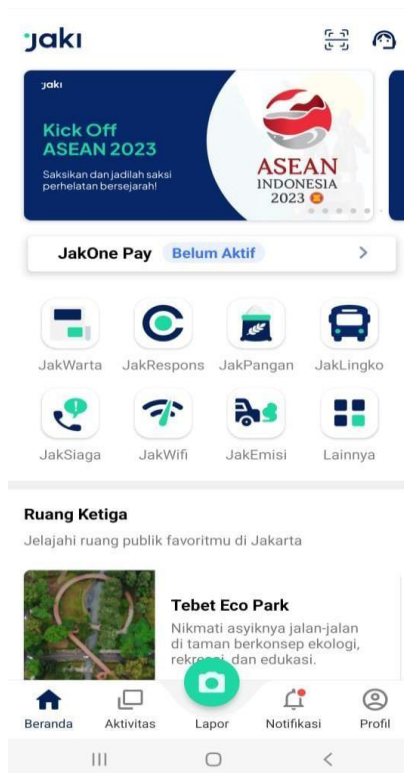 jaki
jaki
Kick Off
ASEAN 2023
Saksikan dan jadilah saksi
perhelatan bersejarah!
ASEAN
INDONESIA
2023
JakOne Pay Belum Aktif
JakWarta JakRespons JakPangan JakLingko
JakSiaga JakWifi JakEmisi Lainnya
Ruang Ketiga
Jelajahi ruang publik favoritmu di Jakarta
Tebet Eco Park
Nikmati asyiknya jalan-jalan
di taman berkonsep ekologi,
rekreasi, dan edukasi.
Beranda Aktivitas Lapor Notifikasi Profil